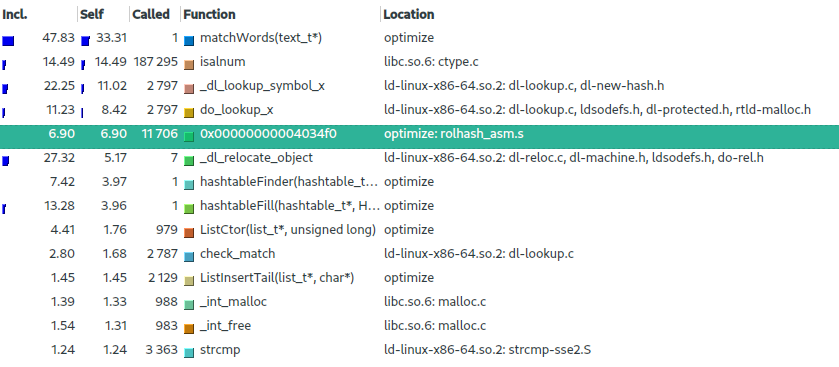 Incl. Self Called Function Location
47.83 33.31 1 matchWords(text_t*) optimize
14.49 14.49 187 295 isalnum libc.so.6: ctype.c
22.25 11.02 2 797 _dl_lookup_symbol_x ld-linux-x86-64.so.2: dl-lookup.c, dl-new-hash.h
11.23 8.42 2 797 do_lookup_x ld-linux-x86-64.so.2: dl-lookup.c, ldsodefs.h, dl-protected.h, rtld-malloc.h
6.90 6.90 11 706 0x00000000004034f0 optimize: rolhash_asm.s
27.32 5.17 7 _dl_relocate_object ld-linux-x86-64.so.2: dl-reloc.c, dl-machine.h, ldsodefs.h, do-rel.h
7.42 3.97 1 hashtableFinder(hashtable_t... optimize
13.28 3.96 1 hashtableFill(hashtable_t*, H... optimize
4.41 1.76 979 ListCtor(list_t*, unsigned long) optimize
2.80 1.68 2 787 check_match ld-linux-x86-64.so.2: dl-lookup.c
1.45 1.45 2 129 ListInsertTail(list_t*, char*) optimize
1.39 1.33 988 _int_malloc libc.so.6: malloc.c
1.54 1.31 983 _int_free libc.so.6: malloc.c
1.24 1.24 3 363 strcmp ld-linux-x86-64.so.2: strcmp-sse2.S